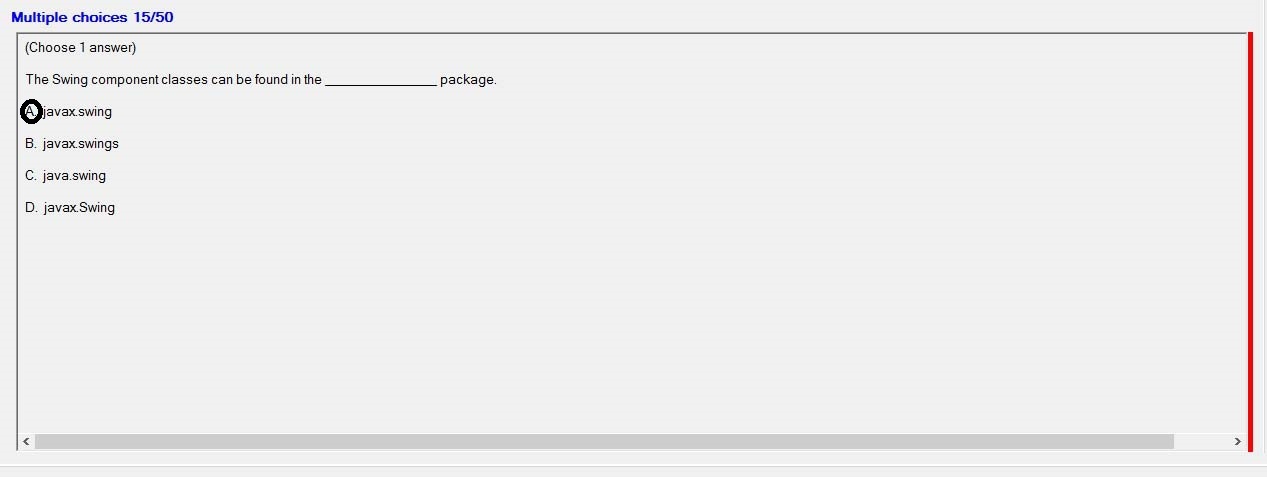 Multiple choices 15/50
(Choose 1 answer)
The Swing component classes can be found in the ________________ package.
A. javax.swing
B. javax.swings
C. java.swing
D. javax.Swing